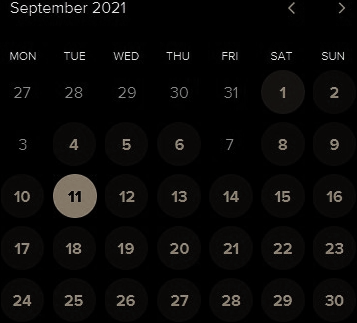 September 2021 < >
MON TUE WED THU FRI SAT SUN
27 28 29 30 31 1 2
3 4 5 6 7 8 9
10 11 12 13 14 15 16
17 18 19 20 21 22 23
24 25 26 27 28 29 30